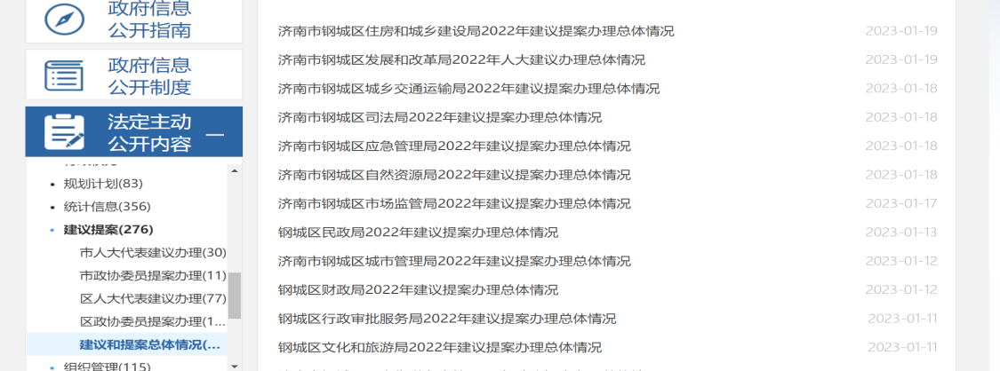 政府信息
公开指南
政府信息
公开制度
法定主动
公开内容
规划计划(83)
统计信息(356)
建议提案(276)
市人大代表建议办理(30)
市政协委员提案办理(11)
区人大代表建议办理(77)
区政协委员提案办理(1...
建议和提案总体情况(...
组织管理(115)
济南市钢城区住房和城乡建设局2022年建议提案办理总体情况 2023-01-19
济南市钢城区发展和改革局2022年人大建议办理总体情况 2023-01-19
济南市钢城区城乡交通运输局2022年建议提案办理总体情况 2023-01-18
济南市钢城区司法局2022年建议提案办理总体情况 2023-01-18
济南市钢城区应急管理局2022年建议提案办理总体情况 2023-01-18
济南市钢城区自然资源局2022年建议提案办理总体情况 2023-01-18
济南市钢城区市场监管局2022年建议提案办理总体情况 2023-01-17
钢城区民政局2022年建议提案办理总体情况 2023-01-13
济南市钢城区城市管理局2022年建议提案办理总体情况 2023-01-12
钢城区财政局2022年建议提案办理总体情况 2023-01-12
钢城区行政审批服务局2022年建议提案办理总体情况 2023-01-11
钢城区文化和旅游局2022年建议提案办理总体情况 2023-01-11